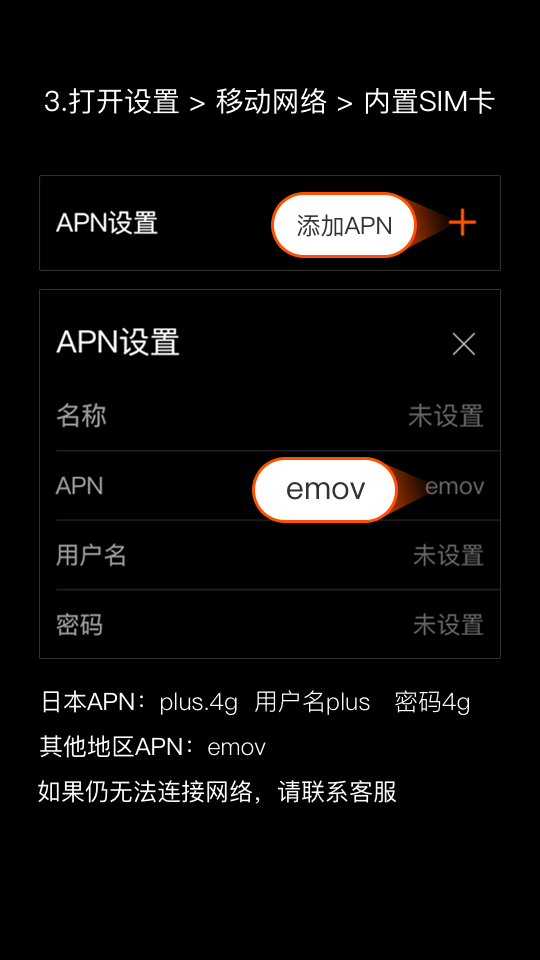 3.打开设置 > 移动网络 > 内置SIM卡
APN设置 添加APN +
APN设置
名称 未设置
APN emov emov
用户名 未设置
密码 未设置
日本APN：plus.4g 用户名plus 密码4g
其他地区APN：emov
如果仍无法连接网络，请联系客服